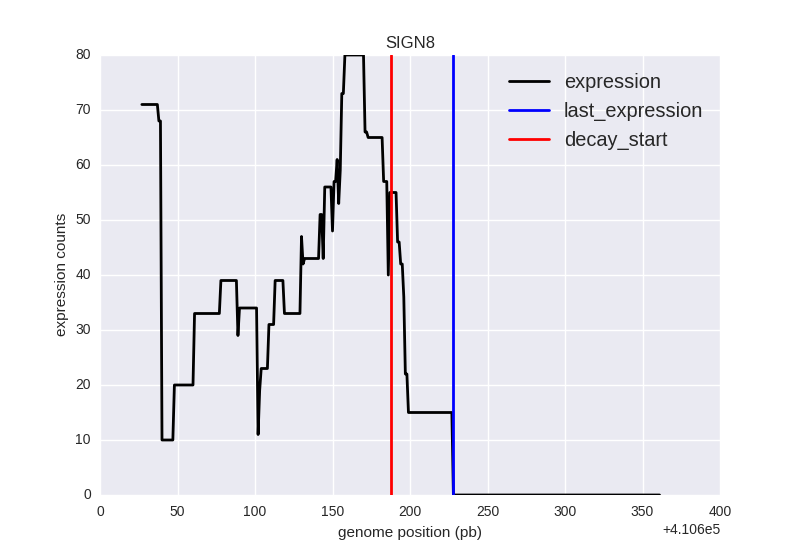 SIGN8
80
70
60
50
40
30
20
10
0
expression counts
expression
last_expression
decay_start
0 50 100 150 200 250 300 350 400
+4.106e5
genome position (pb)